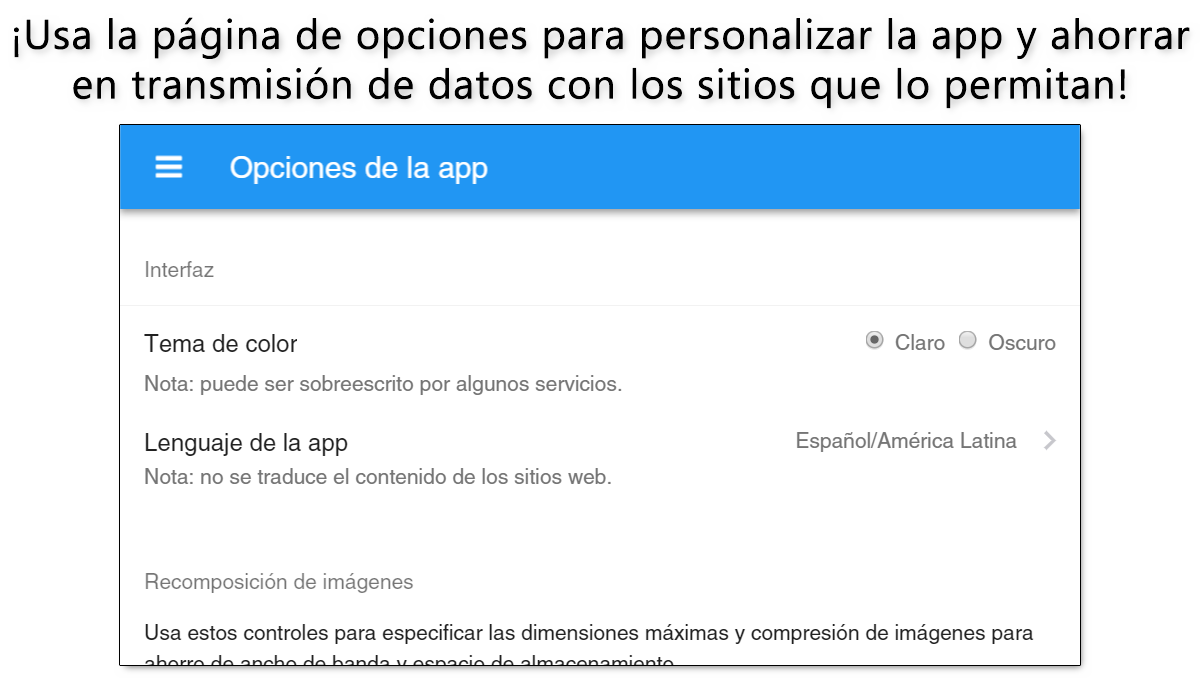 ¡Usa la página de opciones para personalizar la app y ahorrar
en transmisión de datos con los sitios que lo permitan!
Opciones de la app
Interfaz
Tema de color
Claro
Oscuro
Nota: puede ser sobreescrito por algunos servicios.
Lenguaje de la app
Español/América Latina
Nota: no se traduce el contenido de los sitios web.
Recomposición de imágenes
Usa estos controles para especificar las dimensiones máximas y compresión de imágenes para
ahorro de ancho de banda y espacio de almacenamiento